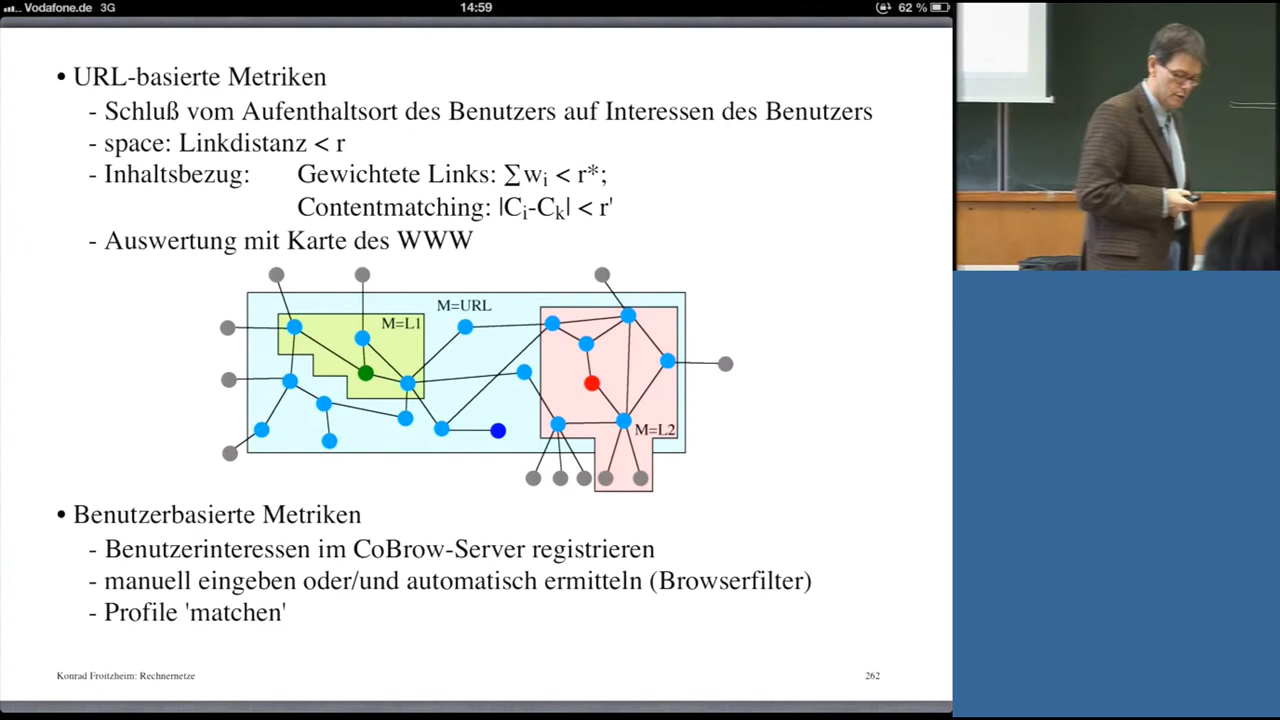 Vodafone.de 3G 14:59 62 %
• URL-basierte Metriken
- Schluß vom Aufenthaltsort des Benutzers auf Interessen des Benutzers
- space: Linkdistanz < r
- Inhaltsbezug: Gewichtete Links: ∑wi < r*;
Contentmatching: |Ci-Ck| < r'
- Auswertung mit Karte des WWW
M=URL
M=L1
M=L2
• Benutzerbasierte Metriken
- Benutzerinteressen im CoBrow-Server registrieren
- manuell eingeben oder/und automatisch ermitteln (Browserfilter)
- Profile 'matchen'
Konrad Froitzheim: Rechnernetze 262